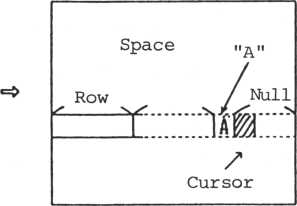 ⇨
Space
"A"
Row
Null
A
Cursor